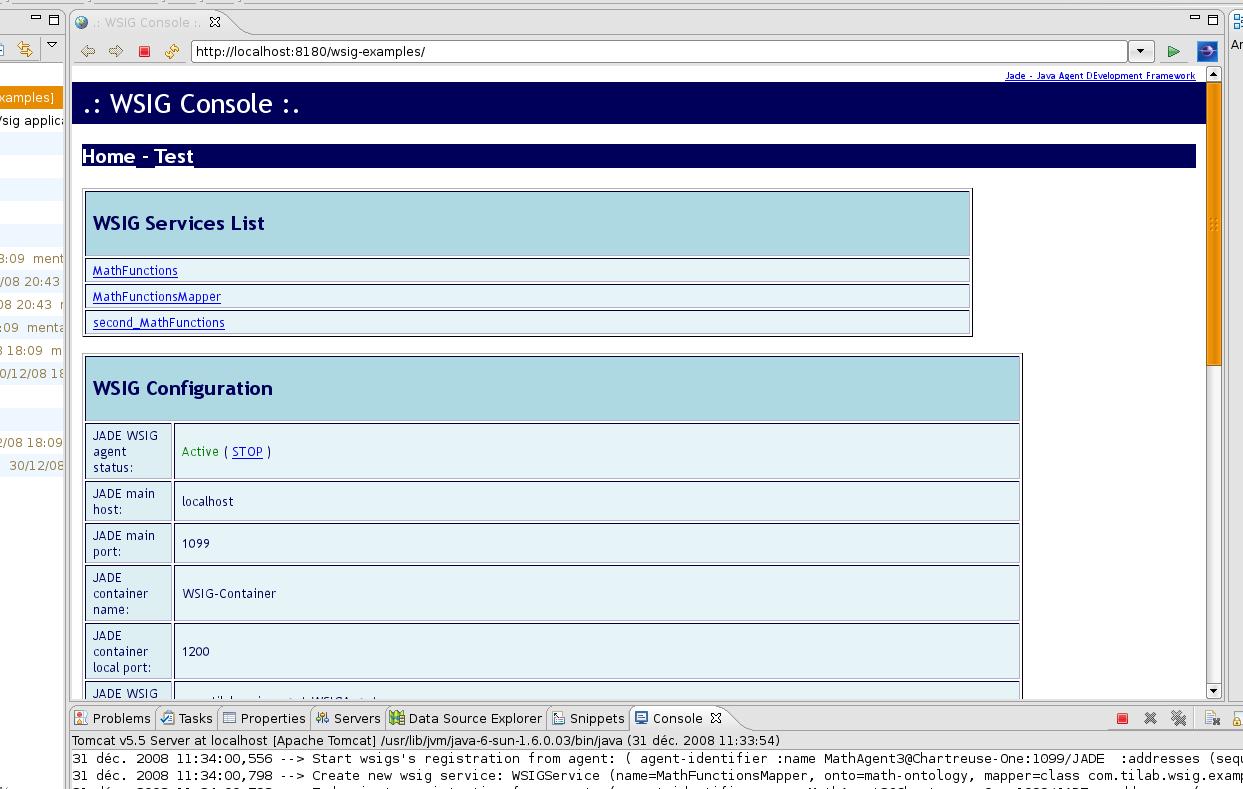 .: WSIG Console :.
http://localhost:8180/wsig-examples/
Jade - Java Agent DEvelopment Framework
.: WSIG Console :.
Home - Test
WSIG Services List
MathFunctions
MathFunctionsMapper
second_MathFunctions
WSIG Configuration
JADE WSIG agent status:
Active ( STOP )
JADE main host:
localhost
JADE main port:
1099
JADE container name:
WSIG-Container
JADE container local port:
1200
JADE WSIG
xamples]
sig applic
8:09 ment
/08 20:43
08 20:43
:09 menta
18:09 m
0/12/08 18
2/08 18:09
30/12/08
Problems Tasks Properties Servers Data Source Explorer Snippets Console
Tomcat v5.5 Server at localhost [Apache Tomcat] /usr/lib/jvm/java-6-sun-1.6.0.03/bin/java (31 déc. 2008 11:33:54)
31 déc. 2008 11:34:00,556 --> Start wsigs's registration from agent: ( agent-identifier :name MathAgent3@Chartreuse-One:1099/JADE :addresses (sequ
31 déc. 2008 11:34:00,798 --> Create new wsig service: WSIGService (name=MathFunctionsMapper, onto=math-ontology, mapper=class com.tilab.wsig.examp